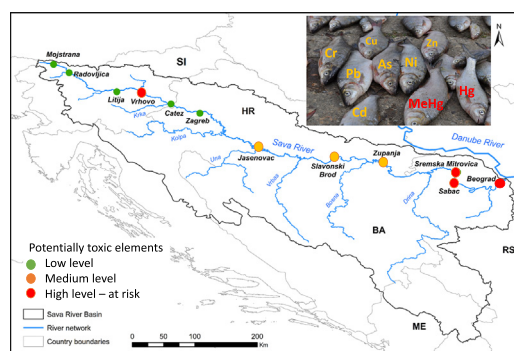 Mojstrana
Radovljica
SI
Litija
Vrhovo
Catez
Zagreb
Krka
Kolpa
HR
Cr
Cu
Zn
Pb
As
Ni
Cd
MeHg
Hg
N
Danube River
Sava River
Jasenovac
Slavonski
Brod
Zupanja
Sremska Mitrovica
Beograd
Sabac
Una
Vrbas
Bosna
Drina
BA
RS
ME
Potentially toxic elements
Low level
Medium level
High level – at risk
Sava River Basin
River network
Country boundaries
0 50 100 200
Km